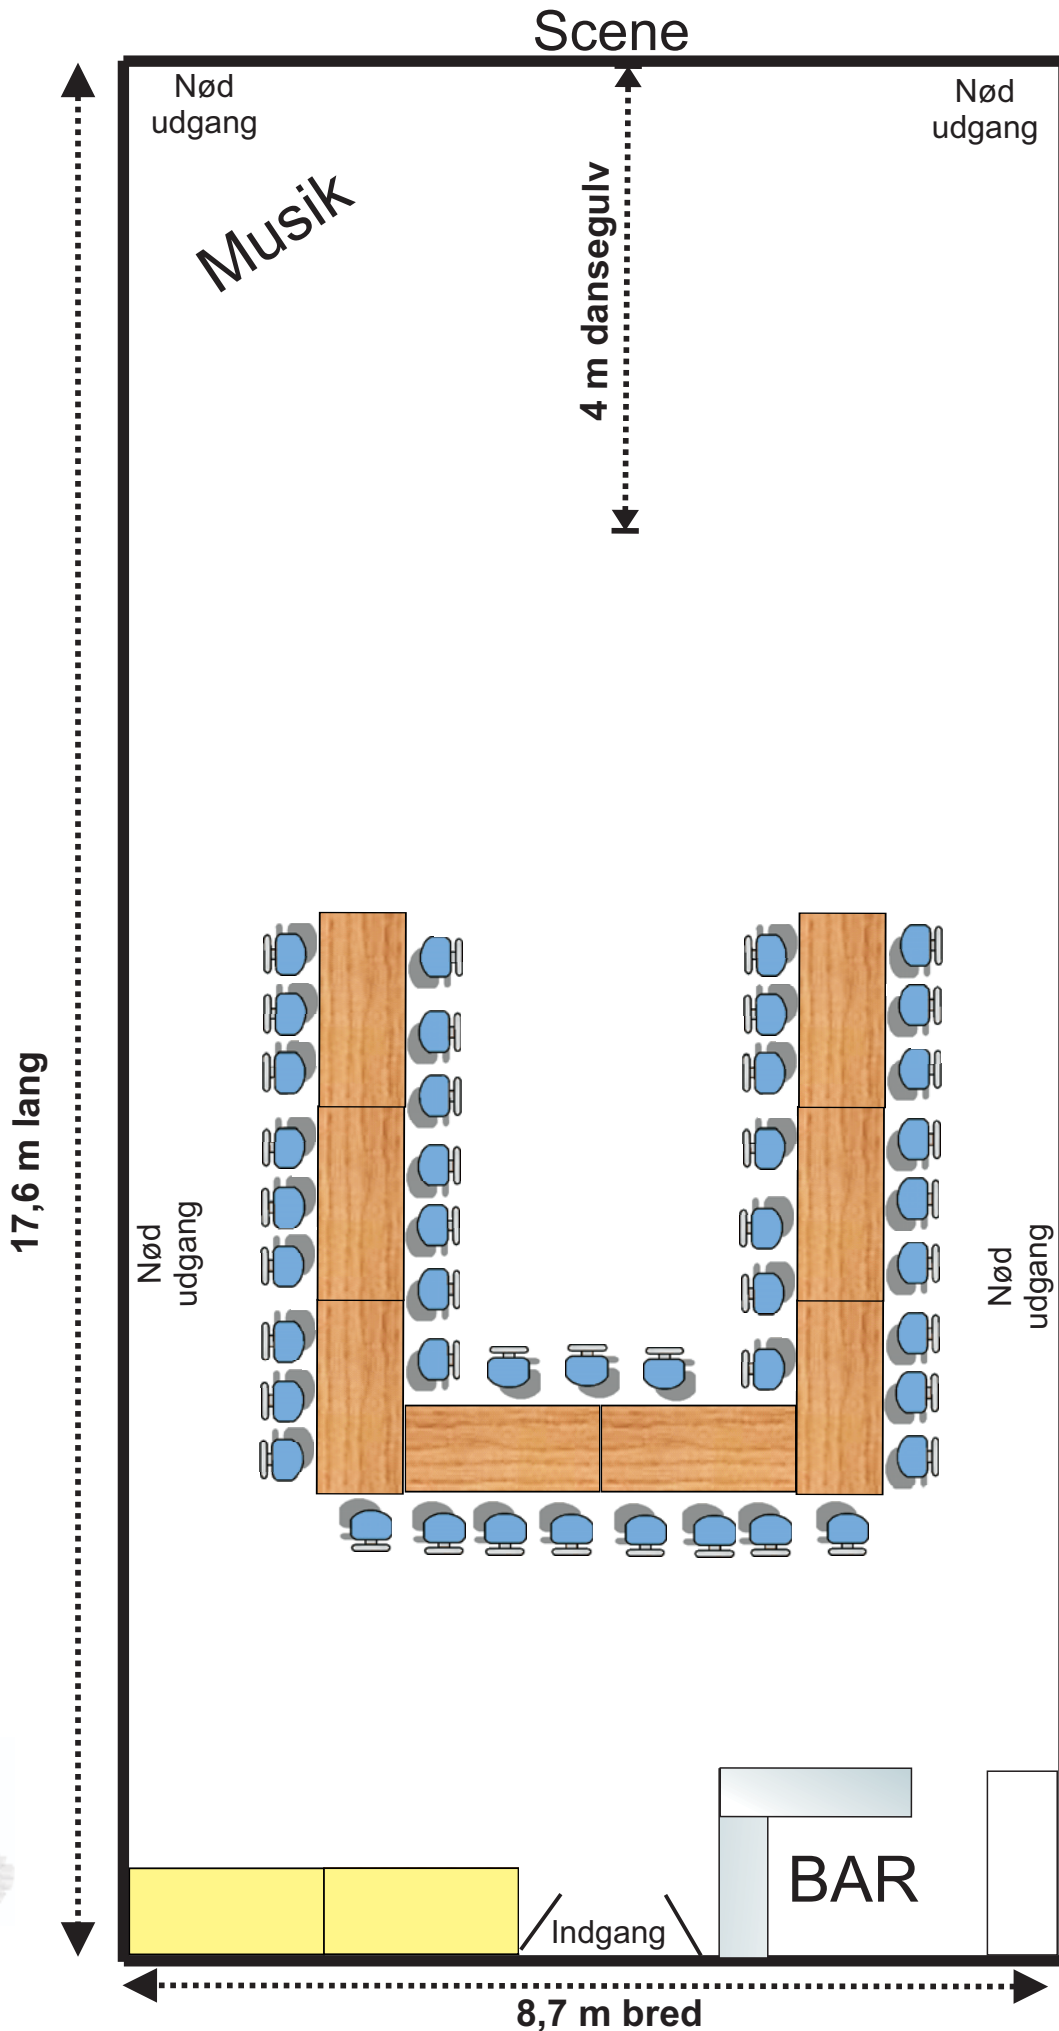 Scene
Nød
udgang
Nød
udgang
Musik
4 m dansegulv
17,6 m lang
Nød
udgang
Nød
udgang
BAR
Indgang
8,7 m bred